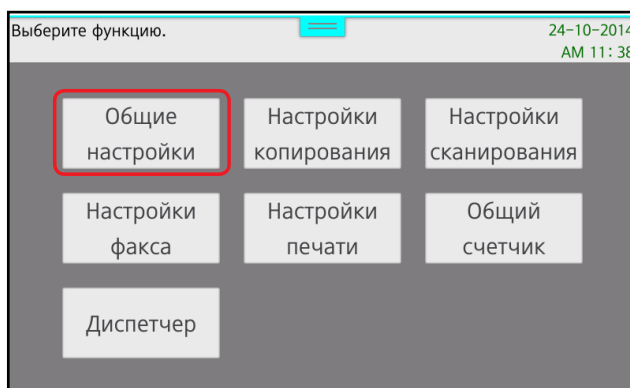 Выберите функцию.
24-10-2014
AM 11:38
Общие
настройки
Настройки
копирования
Настройки
сканирования
Настройки
факса
Настройки
печати
Общий
счетчик
Диспетчер